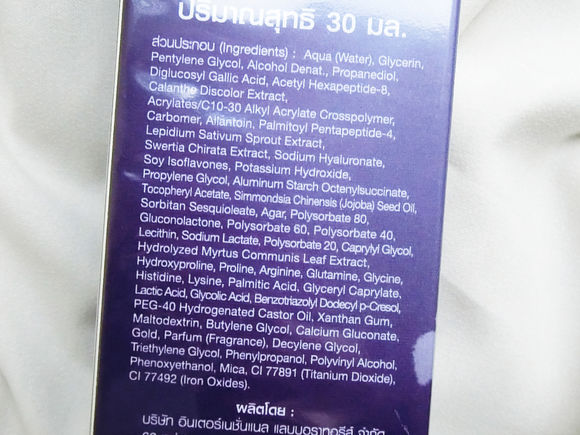 ปริมาณสุทธิ 30 มล.
ส่วนประกอบ (Ingredients) : Aqua (Water), Glycerin,
Pentylene Glycol, Alcohol Denat., Propanediol,
Diglucosyl Gallic Acid, Acetyl Hexapeptide-8,
Calanthe Discolor Extract,
Acrylates/C10-30 Alkyl Acrylate Crosspolymer,
Carbomer, Allantoin, Palmitoyl Pentapeptide-4,
Lepidium Sativum Sprout Extract,
Swertia Chirata Extract, Sodium Hyaluronate,
Soy Isoflavones, Potassium Hydroxide,
Propylene Glycol, Aluminum Starch Octenylsuccinate,
Tocopheryl Acetate, Simmondsia Chinensis (Jojoba) Seed Oil,
Sorbitan Sesquioleate, Agar, Polysorbate 80,
Gluconolactone, Polysorbate 60, Polysorbate 40,
Lecithin, Sodium Lactate, Polysorbate 20, Caprylyl Glycol,
Hydrolyzed Myrtus Communis Leaf Extract,
Hydroxyproline, Proline, Arginine, Glutamine, Glycine,
Histidine, Lysine, Palmitic Acid, Glyceryl Caprylate,
Lactic Acid, Glycolic Acid, Benzotriazolyl Dodecyl p-Cresol,
PEG-40 Hydrogenated Castor Oil, Xanthan Gum,
Maltodextrin, Butylene Glycol, Calcium Gluconate,
Gold, Parfum (Fragrance), Decylene Glycol,
Triethylene Glycol, Phenylpropanol, Polyvinyl Alcohol,
Phenoxyethanol, Mica, CI 77891 (Titanium Dioxide),
CI 77492 (Iron Oxides).
ผลิตโดย :
บริษัท อินเตอร์เนชั่นแนล แลบบอราทอรีส์ จำกัด